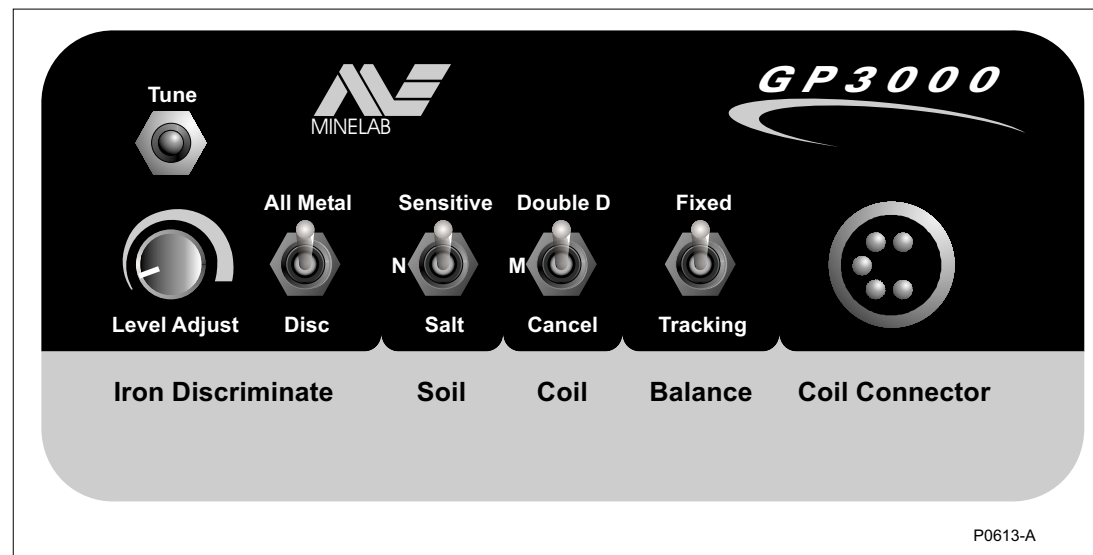 Tune
MINELAB
GP3000
All Metal
Sensitive
Double D
Fixed
N
M
Level Adjust
Disc
Salt
Cancel
Tracking
Iron Discriminate
Soil
Coil
Balance
Coil Connector
P0613-A